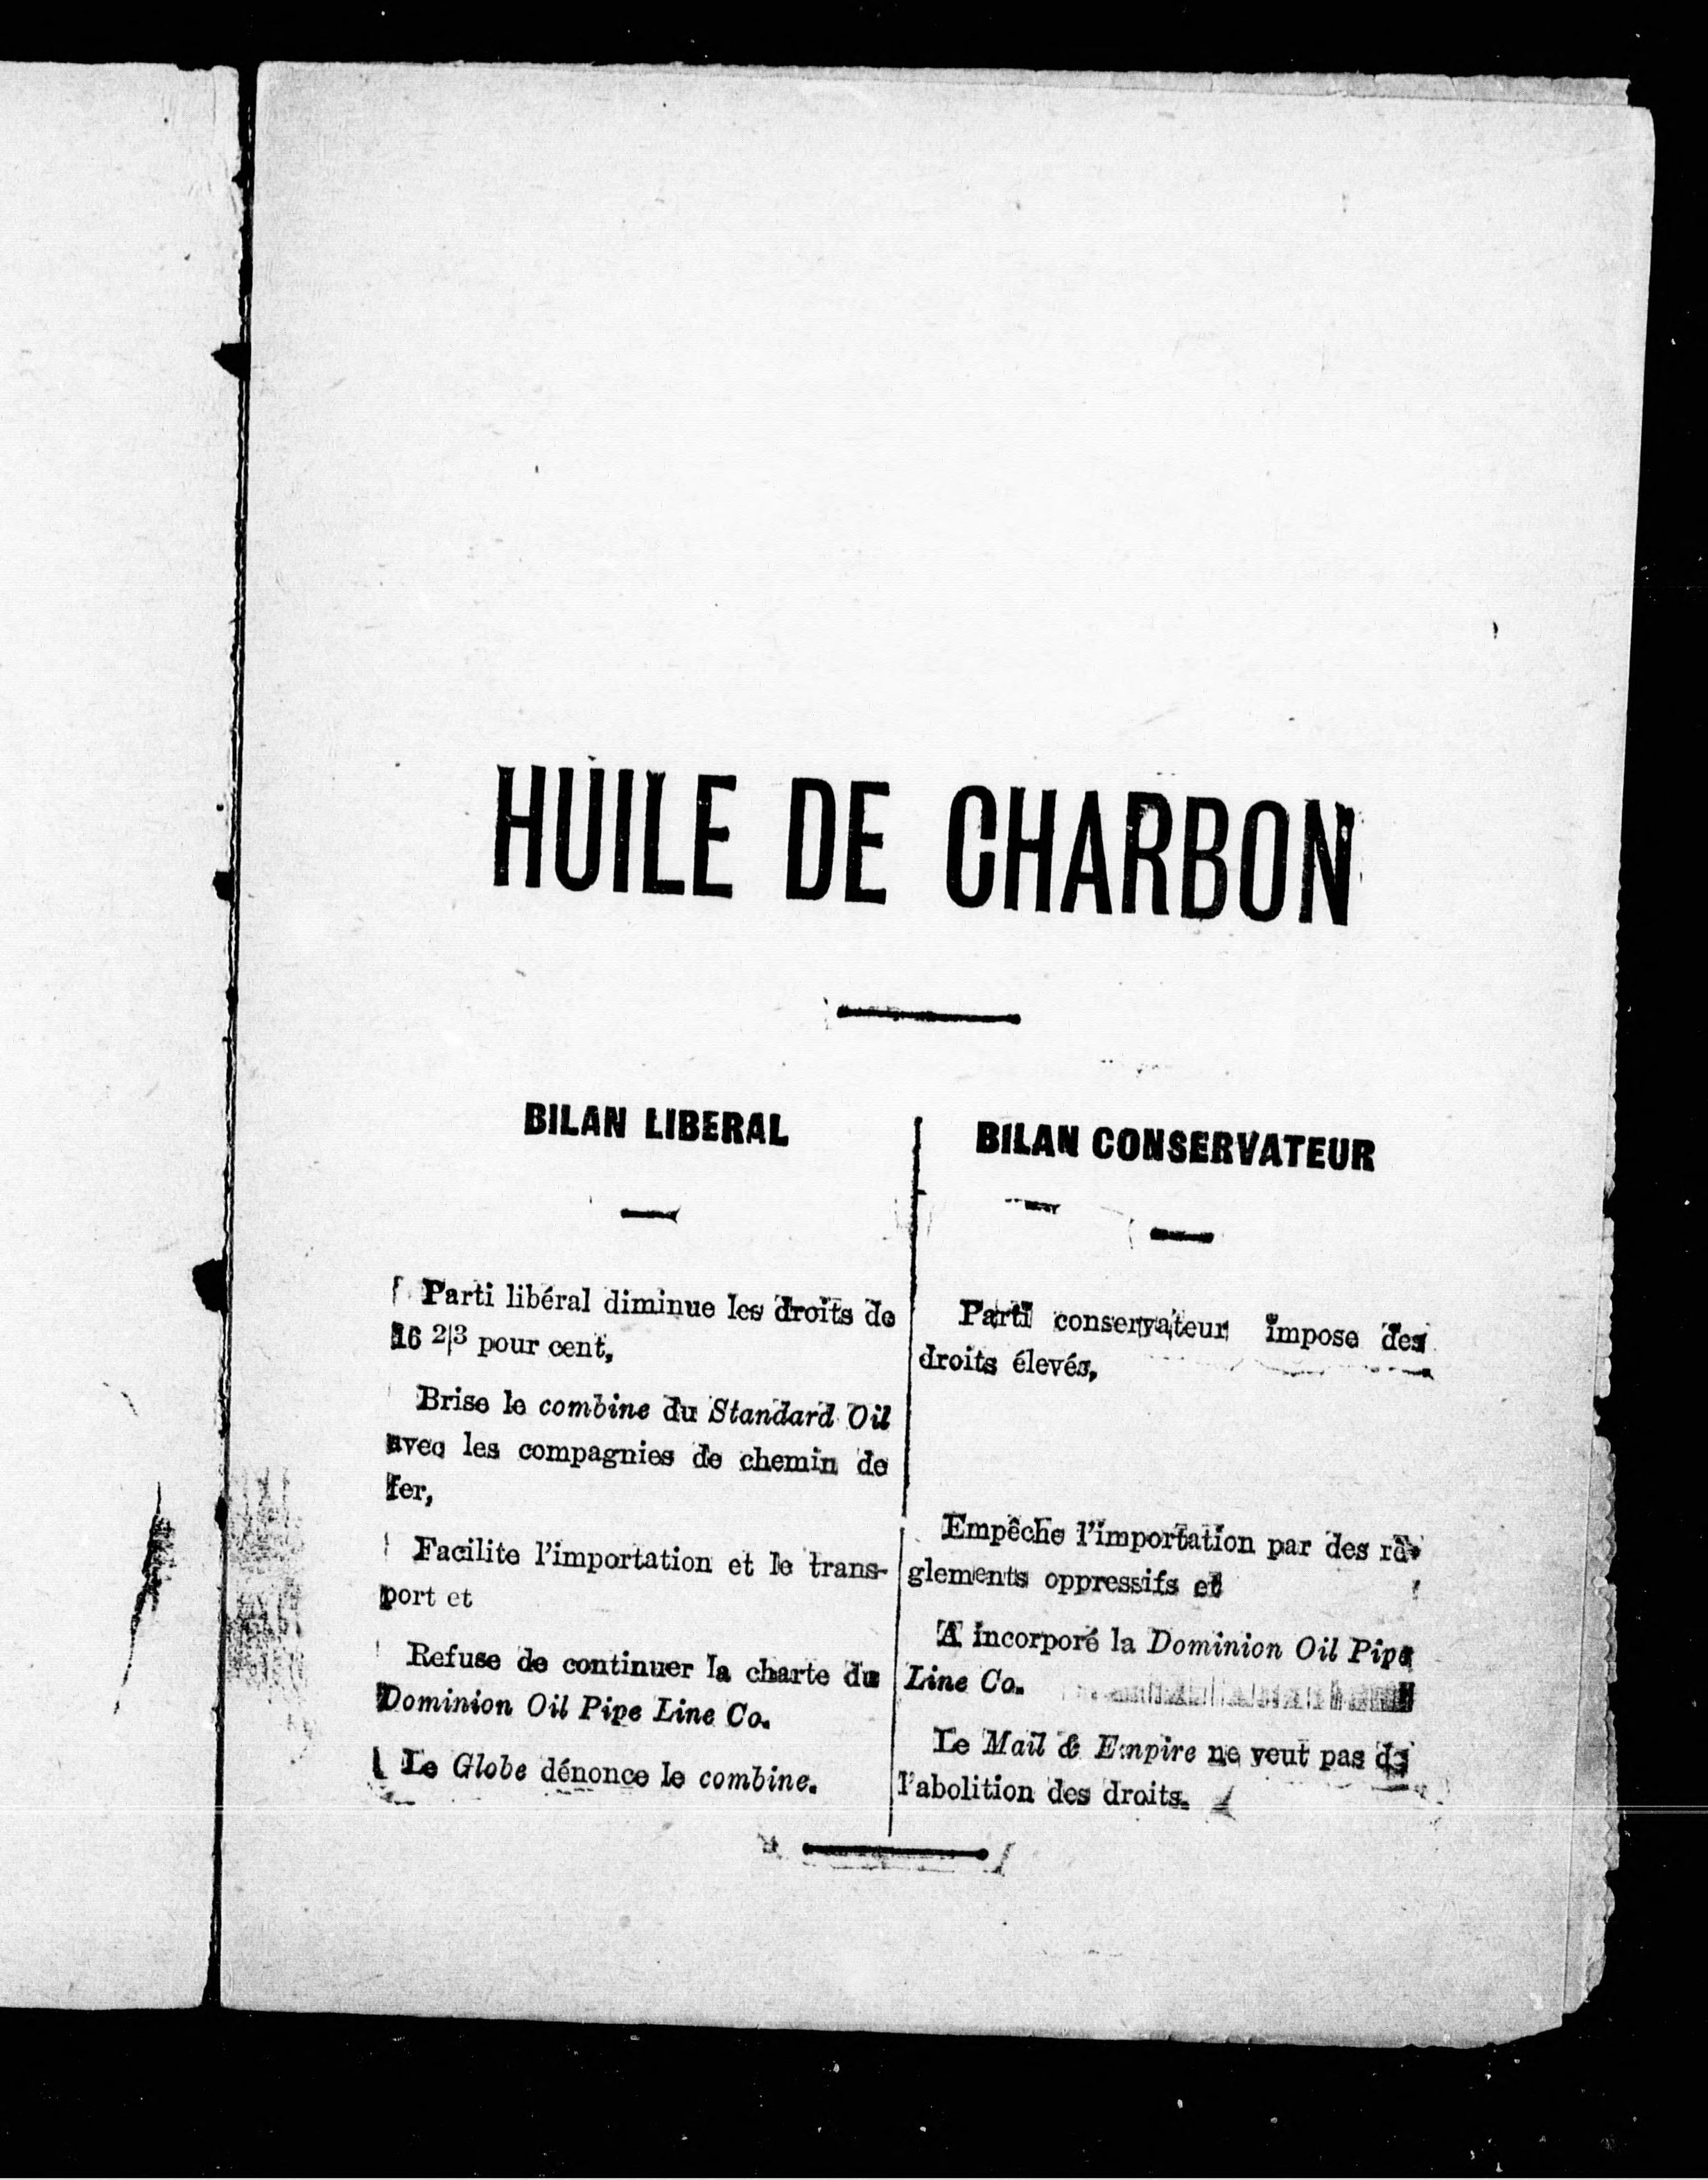 HUILE DE CHARBON
BILAN LIBERAL
Parti libéral diminue les droits de
16 2|3 pour cent,
Brise le combine du Standard Oil
avec les compagnies de chemin de
fer,
Facilite l'importation et le trans-
port et
Refuse de continuer la charte du
Dominion Oil Pipe Line Co.
Le Globe dénonce le combine.
BILAN CONSERVATEUR
Parti conservateur impose des
droits élevés,
Empêche l'importation par des rè-
glements oppressifs et
A incorporé la Dominion Oil Pipe
Line Co.
Le Mail & Empire ne veut pas de
l'abolition des droits.